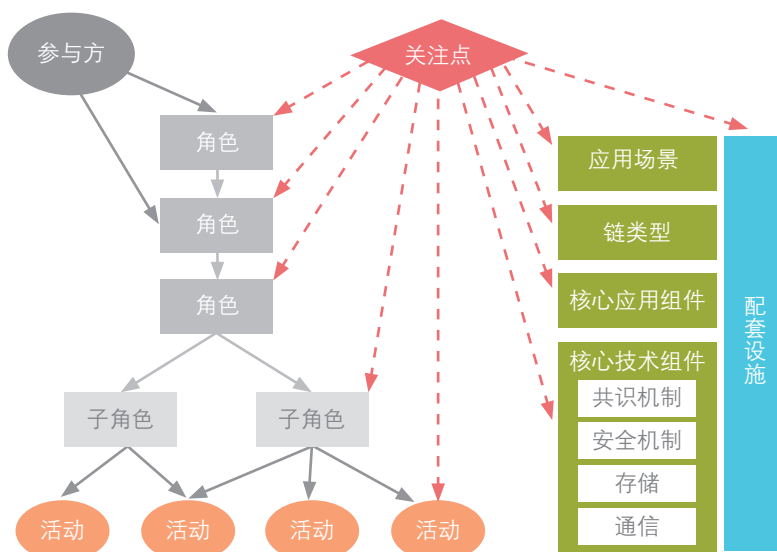 参与方
关注点
角色
角色
角色
子角色
子角色
活动
活动
活动
活动
应用场景
链类型
核心应用组件
核心技术组件
共识机制
安全机制
存储
通信
配套设施